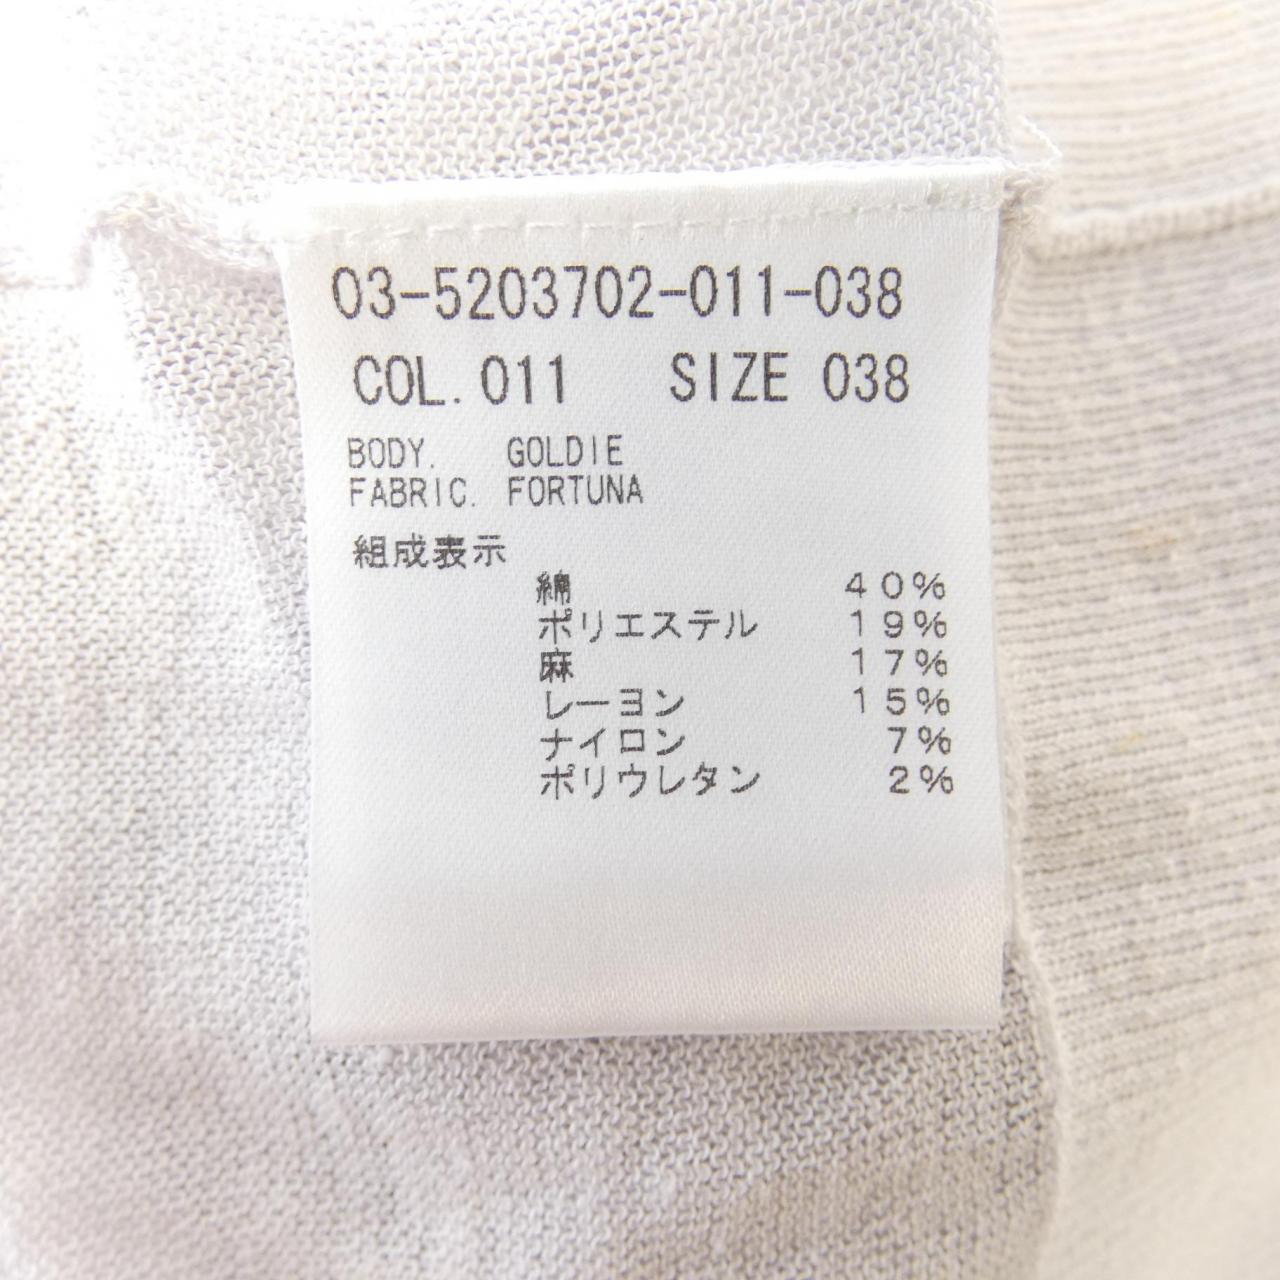 03-5203702-011-038
COL. 011 SIZE 038
BODY. GOLDIE
FABRIC. FORTUNA
組成表示
綿 40%
ポリエステル 19%
麻 17%
レーヨン 15%
ナイロン 7%
ポリウレタン 2%